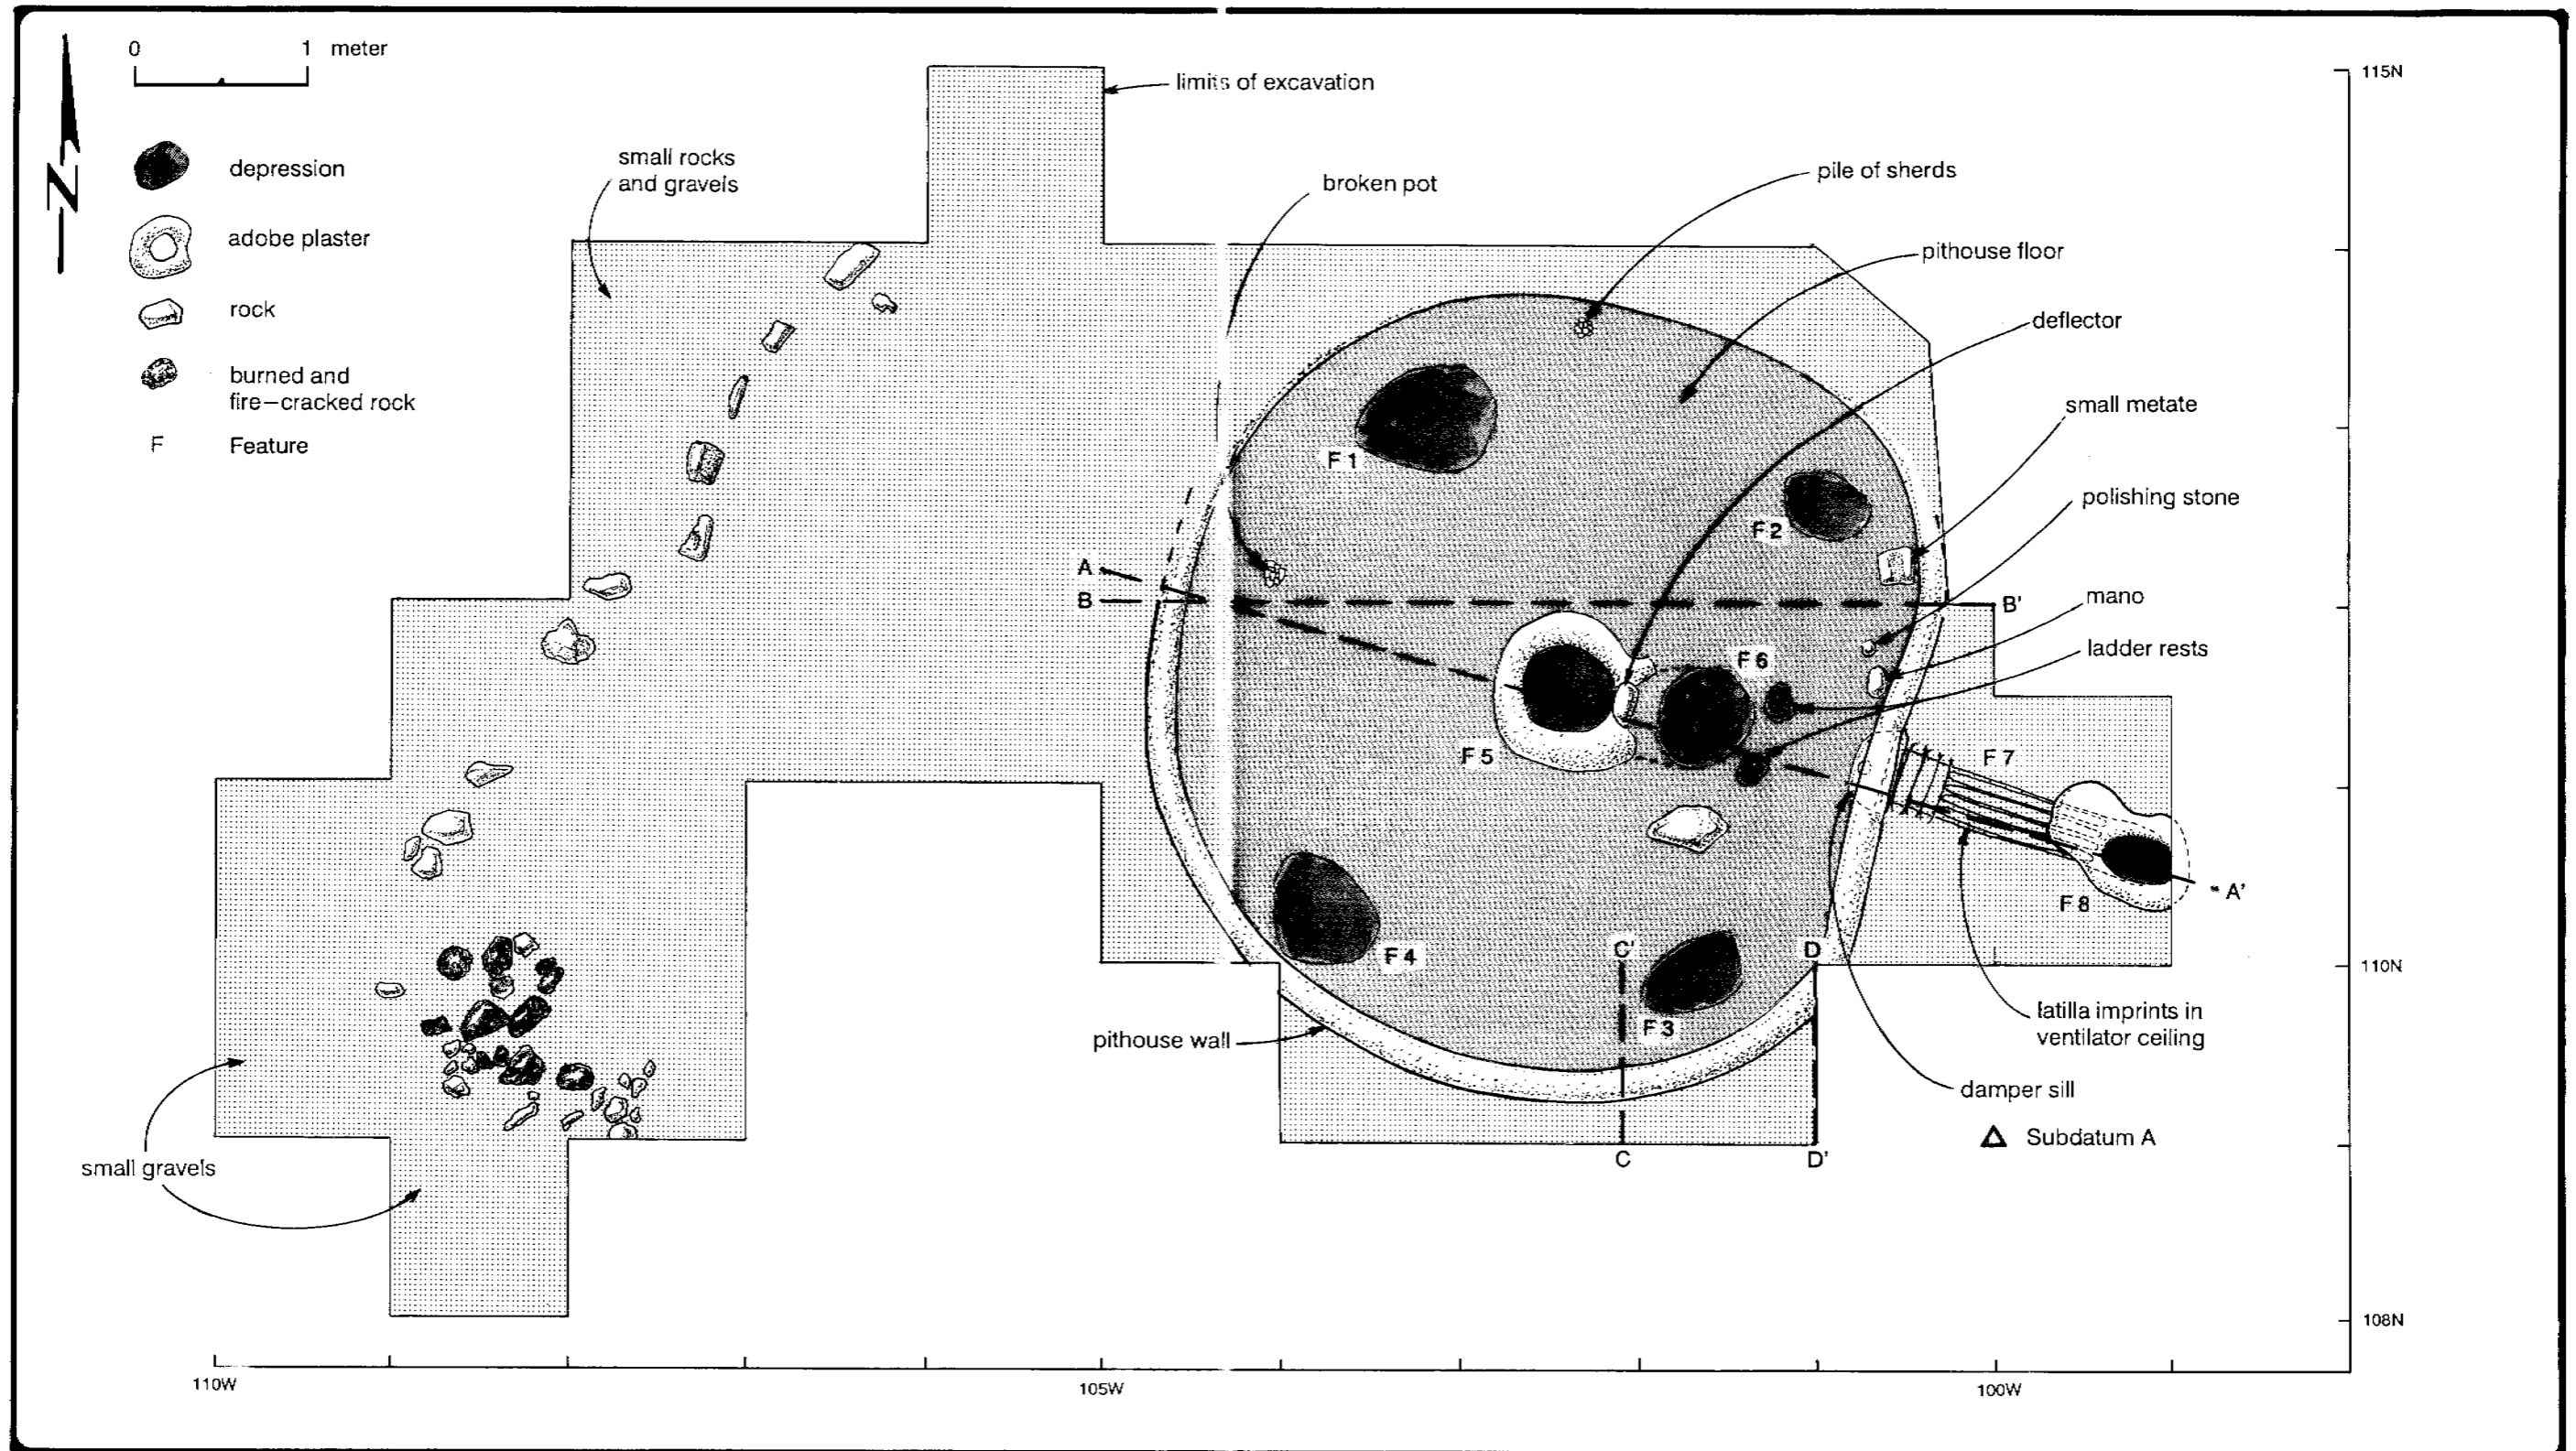 0 1 meter
N
depression
adobe plaster
rock
burned and
fire-cracked rock
F Feature
limits of excavation
small rocks
and gravels
broken pot
pile of sherds
pithouse floor
deflector
small metate
polishing stone
mano
ladder rests
115N
F 1
F 2
A
B
B'
F 6
F 5
F 7
F 8
A'
F 4
C'
D
F 3
110N
pithouse wall
latilla imprints in
ventilator ceiling
damper sill
Subdatum A
C
D'
small gravels
108N
110W
105W
100W